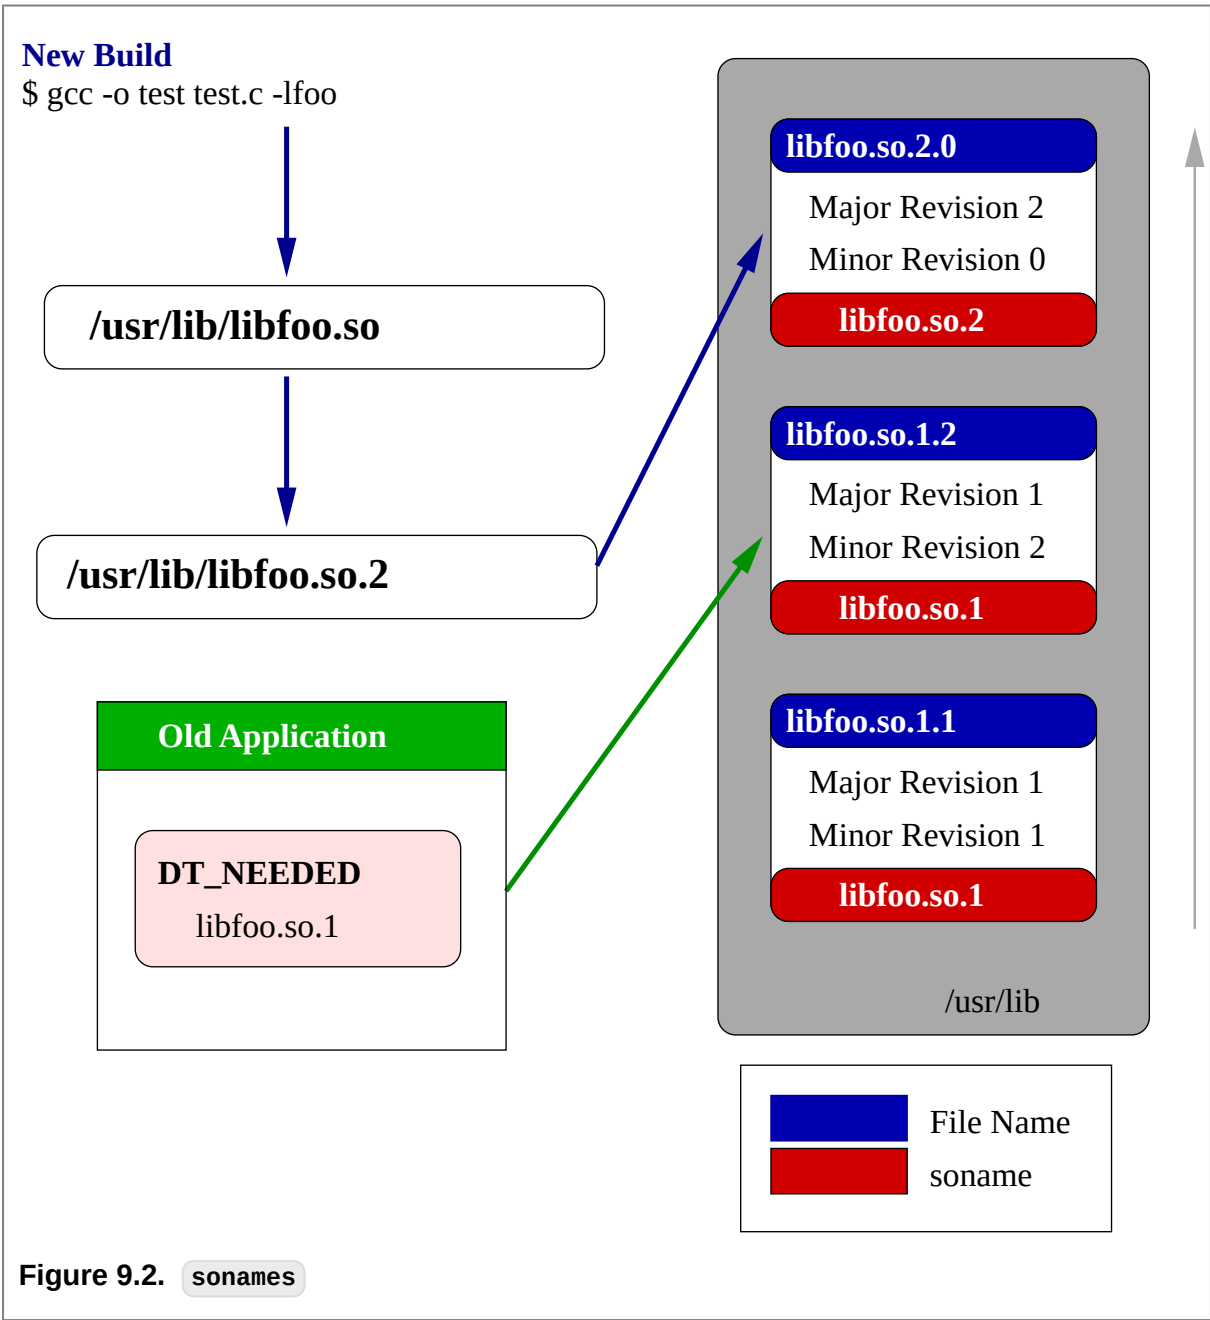 New Build
$ gcc -o test test.c -lfoo
/usr/lib/libfoo.so
/usr/lib/libfoo.so.2
Old Application
DT_NEEDED
libfoo.so.1
libfoo.so.2.0
Major Revision 2
Minor Revision 0
libfoo.so.2
libfoo.so.1.2
Major Revision 1
Minor Revision 2
libfoo.so.1
libfoo.so.1.1
Major Revision 1
Minor Revision 1
libfoo.so.1
/usr/lib
File Name
soname
Figure 9.2. sonames